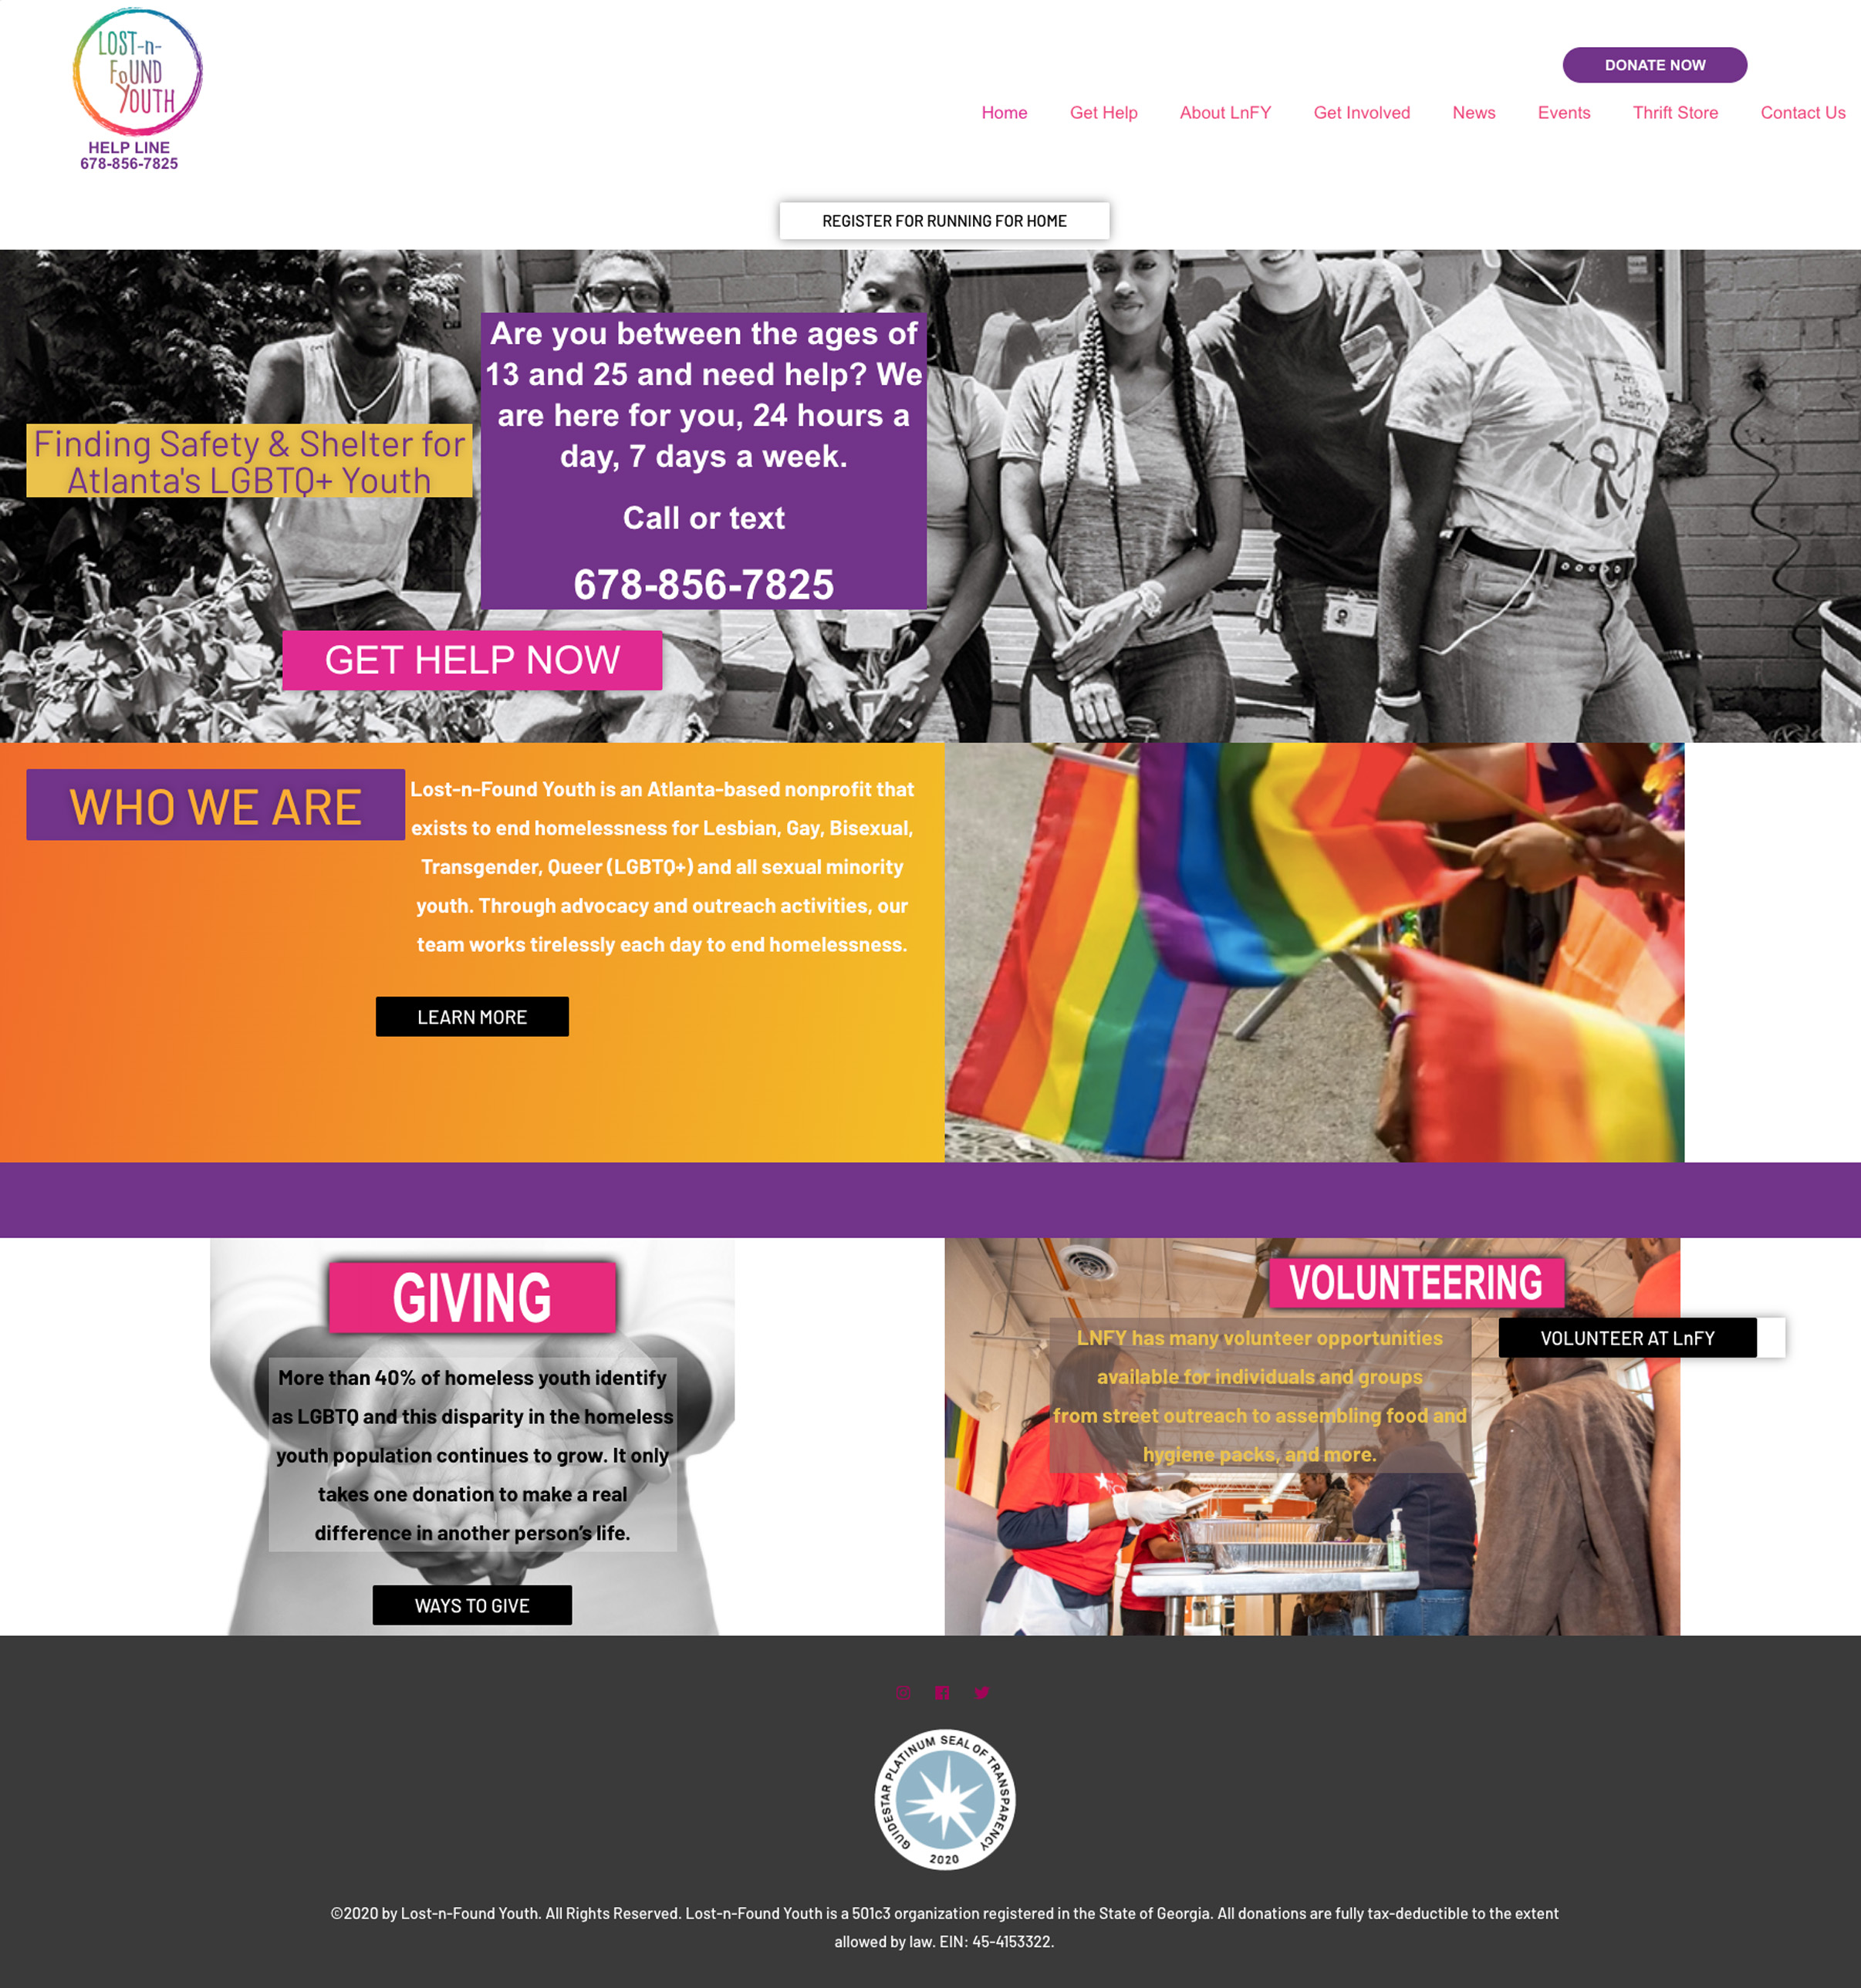 LOST-n-
FoUND
YOUTH
HELP LINE
678-856-7825
DONATE NOW
Home Get Help About LnFY Get Involved News Events Thrift Store Contact Us
REGISTER FOR RUNNING FOR HOME
Finding Safety & Shelter for
Atlanta's LGBTQ+ Youth
Are you between the ages of
13 and 25 and need help? We
are here for you, 24 hours a
day, 7 days a week.
Call or text
678-856-7825
GET HELP NOW
WHO WE ARE
Lost-n-Found Youth is an Atlanta-based nonprofit that
exists to end homelessness for Lesbian, Gay, Bisexual,
Transgender, Queer (LGBTQ+) and all sexual minority
youth. Through advocacy and outreach activities, our
team works tirelessly each day to end homelessness.
LEARN MORE
GIVING
More than 40% of homeless youth identify
as LGBTQ and this disparity in the homeless
youth population continues to grow. It only
takes one donation to make a real
difference in another person’s life.
WAYS TO GIVE
VOLUNTEERING
LNFY has many volunteer opportunities
available for individuals and groups
from street outreach to assembling food and
hygiene packs, and more.
VOLUNTEER AT LnFY
GUIDESTAR PLATINUM SEAL OF TRANSPARENCY
2020
©2020 by Lost-n-Found Youth. All Rights Reserved. Lost-n-Found Youth is a 501c3 organization registered in the State of Georgia. All donations are fully tax-deductible to the extent
allowed by law. EIN: 45-4153322.